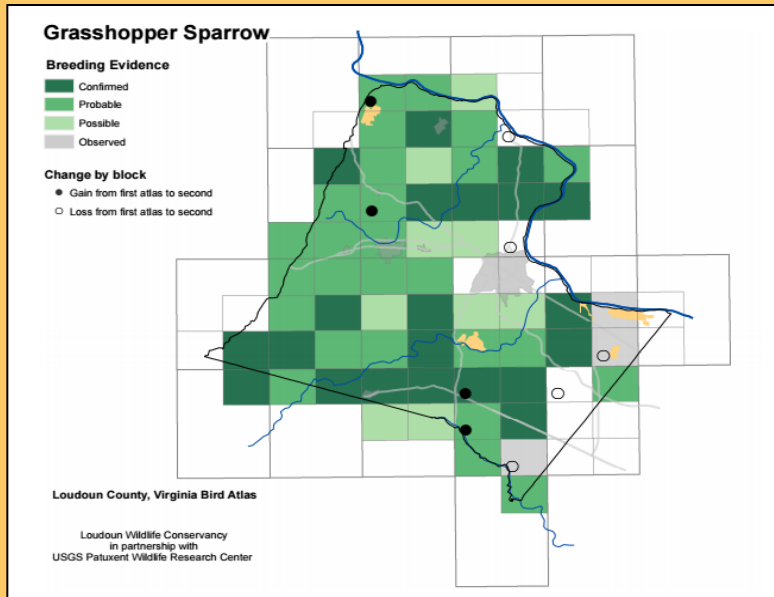 Grasshopper Sparrow
Breeding Evidence
Confirmed
Probable
Possible
Observed
Change by block
Gain from first atlas to second
Loss from first atlas to second
Loudoun County, Virginia Bird Atlas
Loudoun Wildlife Conservancy
in partnership with
USGS Patuxent Wildlife Research Center